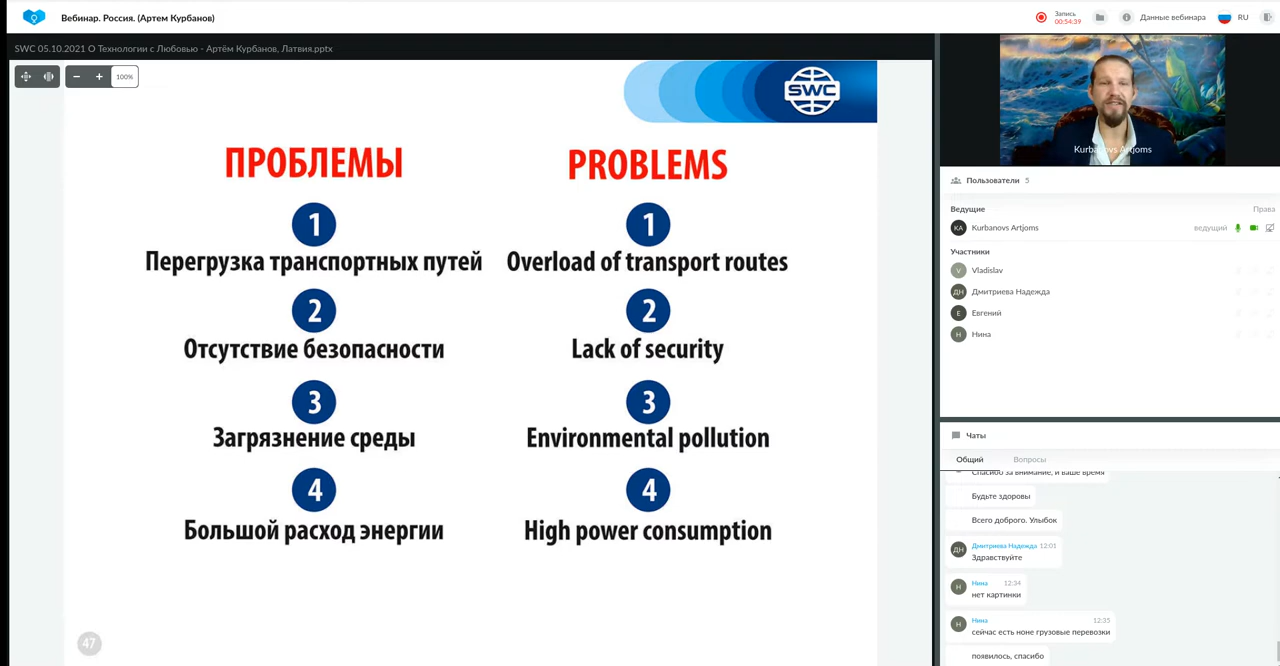 Вебинар. Россия. (Артем Курбанов)
Запись
00:54:39
Данные вебинара
RU
SWC 05.10.2021 О Технологии с Любовью - Артём Курбанов, Латвия.pptx
100%
SWC
ПРОБЛЕМЫ
1
Перегрузка транспортных путей
2
Отсутствие безопасности
3
Загрязнение среды
4
Большой расход энергии
PROBLEMS
1
Overload of transport routes
2
Lack of security
3
Environmental pollution
4
High power consumption
47
Kurbanovs Artjoms
Пользователи 5
Ведущие
Права
KA Kurbanovs Artjoms ведущий
Участники
V Vladislav
ДН Дмитриева Надежда
Е Евгений
Н Нина
Чаты
Общий Вопросы
Спасибо за внимание, и ваше время
Будьте здоровы
Всего доброго. Улыбок
ДН Дмитриева Надежда 12:01
Здравствуйте
Н Нина 12:34
нет картинки
Н Нина 12:35
сейчас есть ноне грузовые перевозки
появилось, спасибо